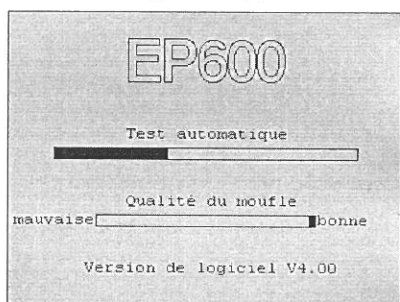 EP600
Test automatique
Qualité du moufle
mauvaise bonne
Version de logiciel V4.00